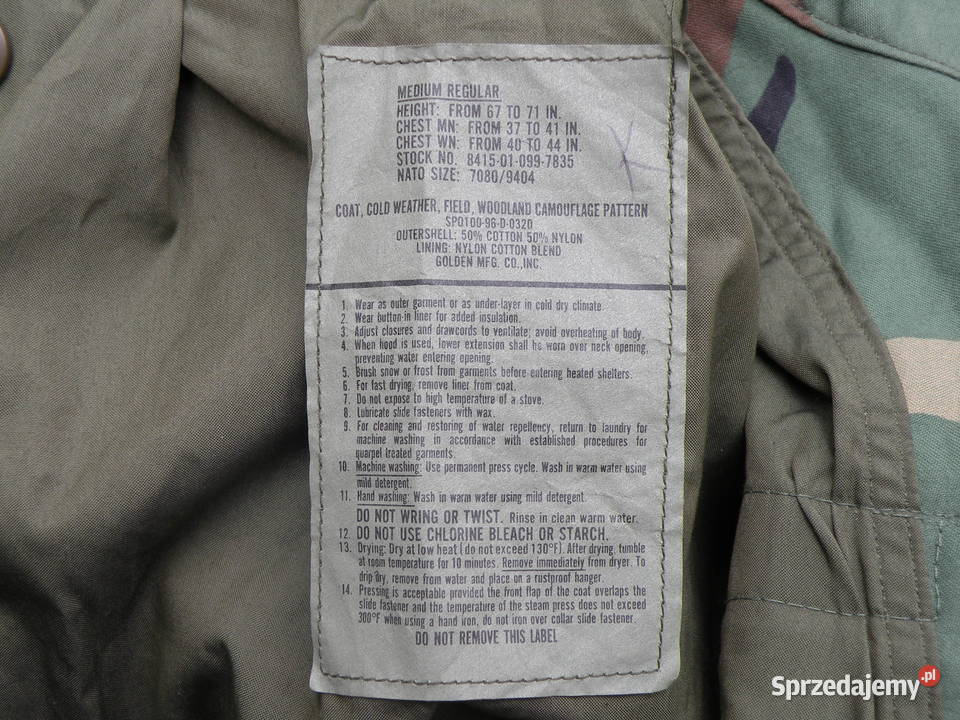 MEDIUM REGULAR
HEIGHT: FROM 67 TO 71 IN.
CHEST MN: FROM 37 TO 41 IN.
CHEST WN: FROM 40 TO 44 IN.
STOCK NO. 8415-01-099-7835
NATO SIZE: 7080/9404
COAT, COLD WEATHER, FIELD, WOODLAND CAMOUFLAGE PATTERN
SPO100-96-D-0320
OUTERSHELL: 50% COTTON 50% NYLON
LINING: NYLON COTTON BLEND
GOLDEN MFG. CO.,INC.
1. Wear as outer garment or as under-layer in cold dry climate.
2. Wear button-in liner for added insulation.
3. Adjust closures and drawcords to ventilate; avoid overheating of body.
4. When hood is used, lower extension shall be worn over neck opening,
preventing water entering opening.
5. Brush snow or frost from garments before entering heated shelters.
6. For fast drying, remove liner from coat.
7. Do not expose to high temperature of a stove.
8. Lubricate slide fasteners with wax.
9. For cleaning and restoring of water repellency, return to laundry for
machine washing in accordance with established procedures for
quarpel treated garments.
10. Machine washing: Use permanent press cycle. Wash in warm water using
mild detergent.
11. Hand washing: Wash in warm water using mild detergent.
DO NOT WRING OR TWIST. Rinse in clean warm water.
12. DO NOT USE CHLORINE BLEACH OR STARCH.
13. Drying: Dry at low heat (do not exceed 130°F). After drying, tumble
at room temperature for 10 minutes. Remove immediately from dryer. To
drip dry, remove from water and place on a rustproof hanger.
14. Pressing is acceptable provided the front flap of the coat overlaps the
slide fastener and the temperature of the steam press does not exceed
300°F when using a hand iron, do not iron over collar slide fastener.
DO NOT REMOVE THIS LABEL
Sprzedajemy.pl